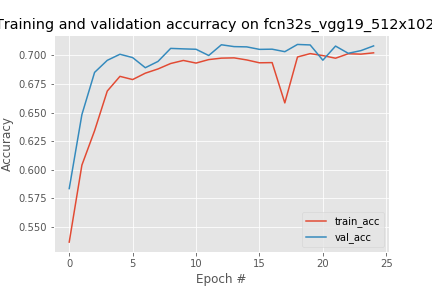 Training and validation accurracy on fcn32s_vgg19_512x102
Accuracy
0.700
0.675
0.650
0.625
0.600
0.575
0.550
0 5 10 15 20 25
Epoch #
train_acc
val_acc